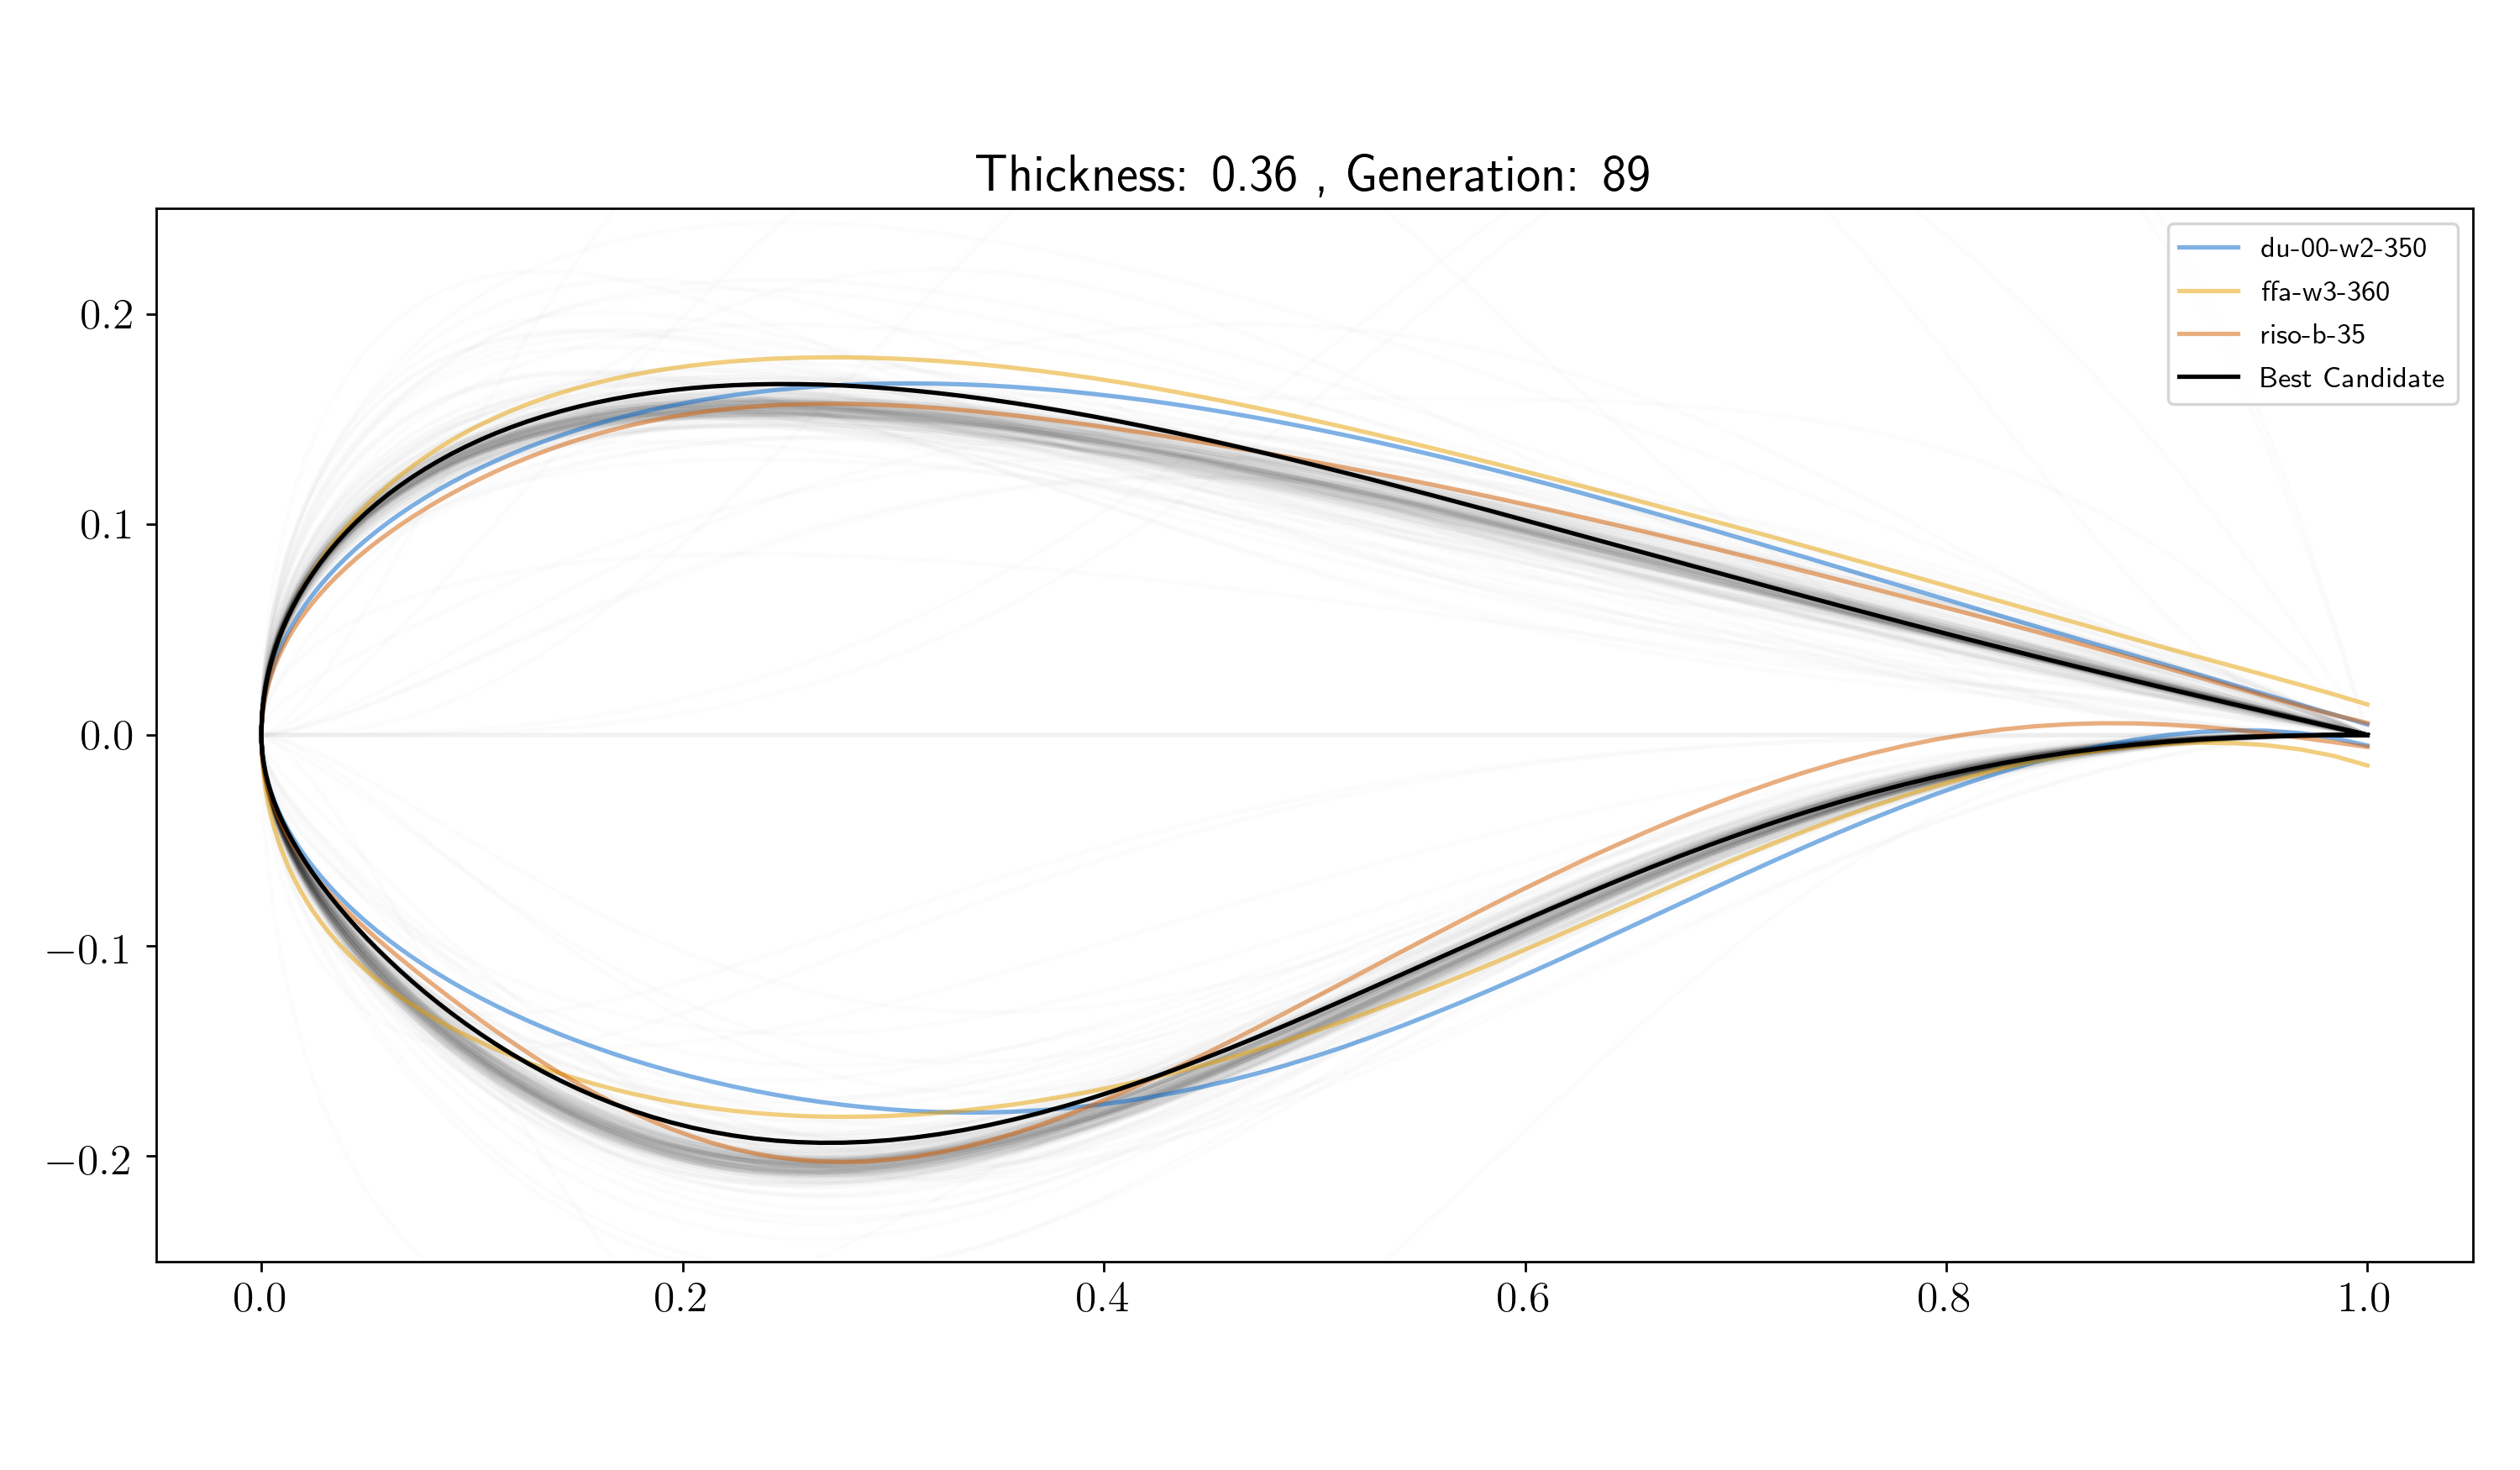 Thickness: 0.36 , Generation: 89
du-00-w2-350
ffa-w3-360
riso-b-35
Best Candidate
0.2
0.1
0.0
−0.1
−0.2
0.0 0.2 0.4 0.6 0.8 1.0